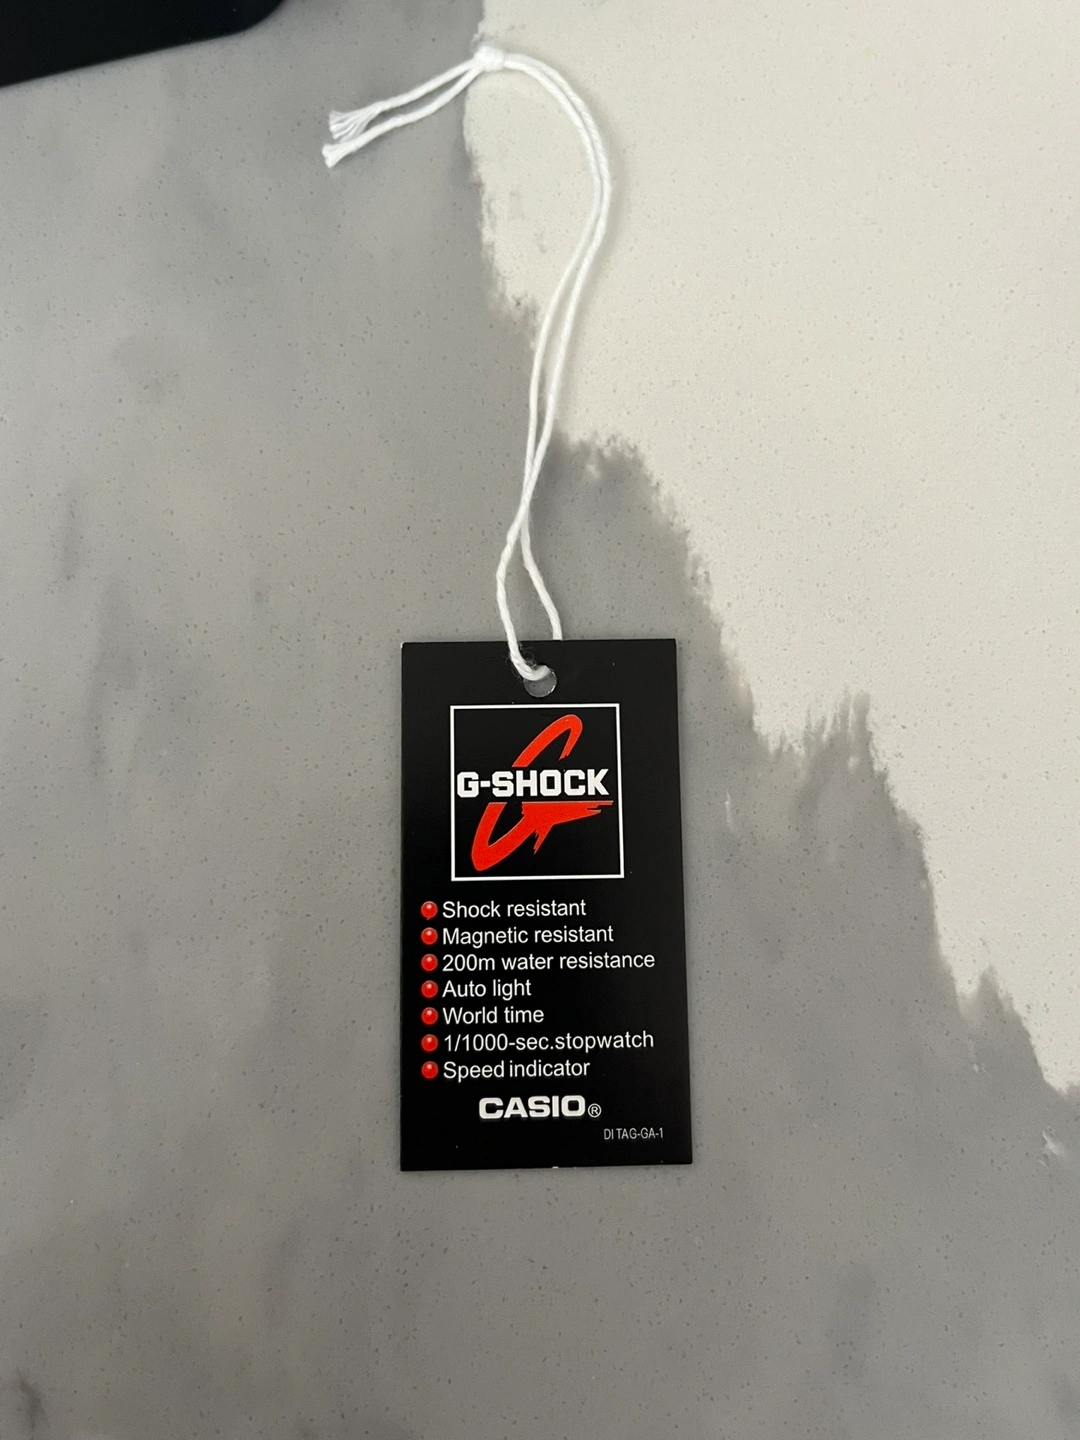 G-SHOCK
Shock resistant
Magnetic resistant
200m water resistance
Auto light
World time
1/1000-sec.stopwatch
Speed indicator
CASIO®
DI TAG-GA-1